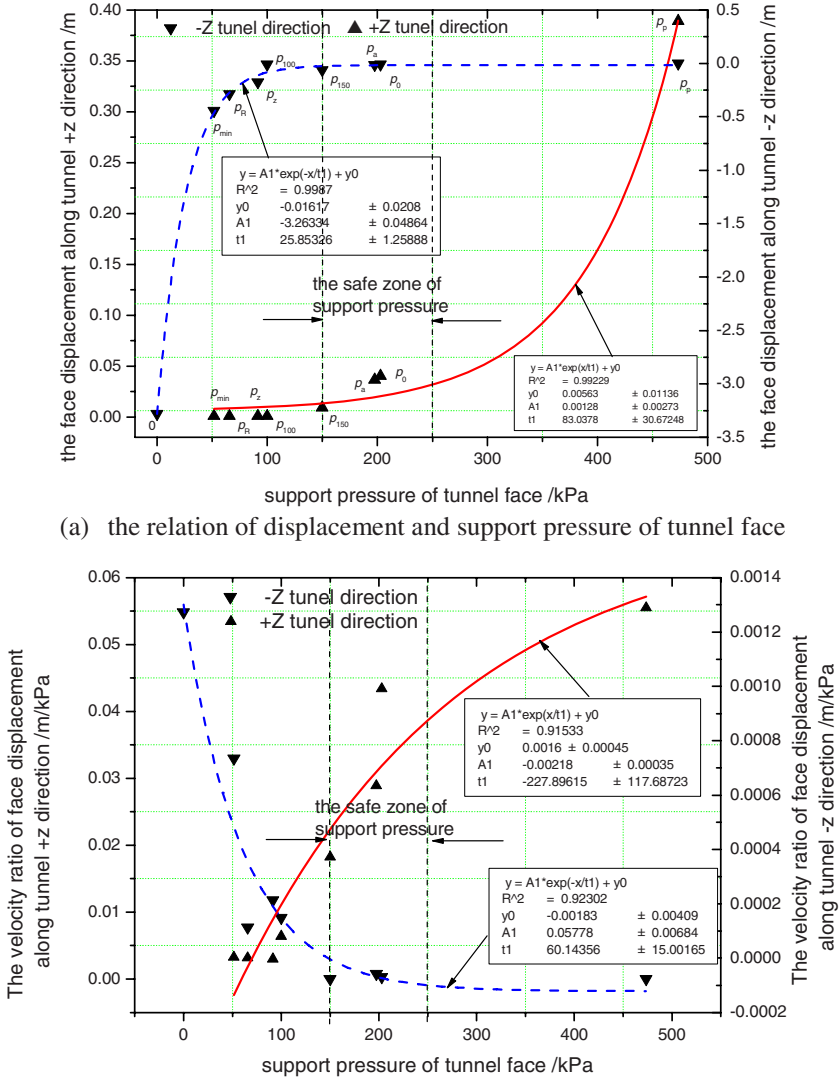 -Z tunel direction
+Z tunel direction
the face displacement along tunnel +z direction /m
0.40
0.35
0.30
0.25
0.20
0.15
0.10
0.05
0.00
0.5
0.0
-0.5
-1.0
-1.5
-2.0
-2.5
-3.0
-3.5
the face displacement along tunnel -z direction /m
p100
pa
pp
p150
p0
pz
pR
pmin
pp
y = A1*exp(-x/t1) + y0
R^2 = 0.9987
y0 -0.01617 ± 0.0208
A1 -3.26334 ± 0.04864
t1 25.85326 ± 1.25888
the safe zone of
support pressure
y = A1*exp(x/t1) + y0
R^2 = 0.99229
y0 0.00563 ± 0.01136
A1 0.00128 ± 0.00273
t1 83.0378 ± 30.67248
pmin
pz
pa
p0
0
pR
p100
p150
0 100 200 300 400 500
support pressure of tunnel face /kPa
(a) the relation of displacement and support pressure of tunnel face
-Z tunel direction
+Z tunel direction
The velocity ratio of face displacement
along tunnel +z direction /m/kPa
0.06
0.05
0.04
0.03
0.02
0.01
0.00
0.0014
0.0012
0.0010
0.0008
0.0006
0.0004
0.0002
0.0000
-0.0002
The velocity ratio of face displacement
along tunnel -z direction /m/kPa
y = A1*exp(x/t1) + y0
R^2 = 0.91533
y0 0.0016 ± 0.00045
A1 -0.00218 ± 0.00035
t1 -227.89615 ± 117.68723
the safe zone of
support pressure
y = A1*exp(-x/t1) + y0
R^2 = 0.92302
y0 -0.00183 ± 0.00409
A1 0.05778 ± 0.00684
t1 60.14356 ± 15.00165
0 100 200 300 400 500
support pressure of tunnel face /kPa